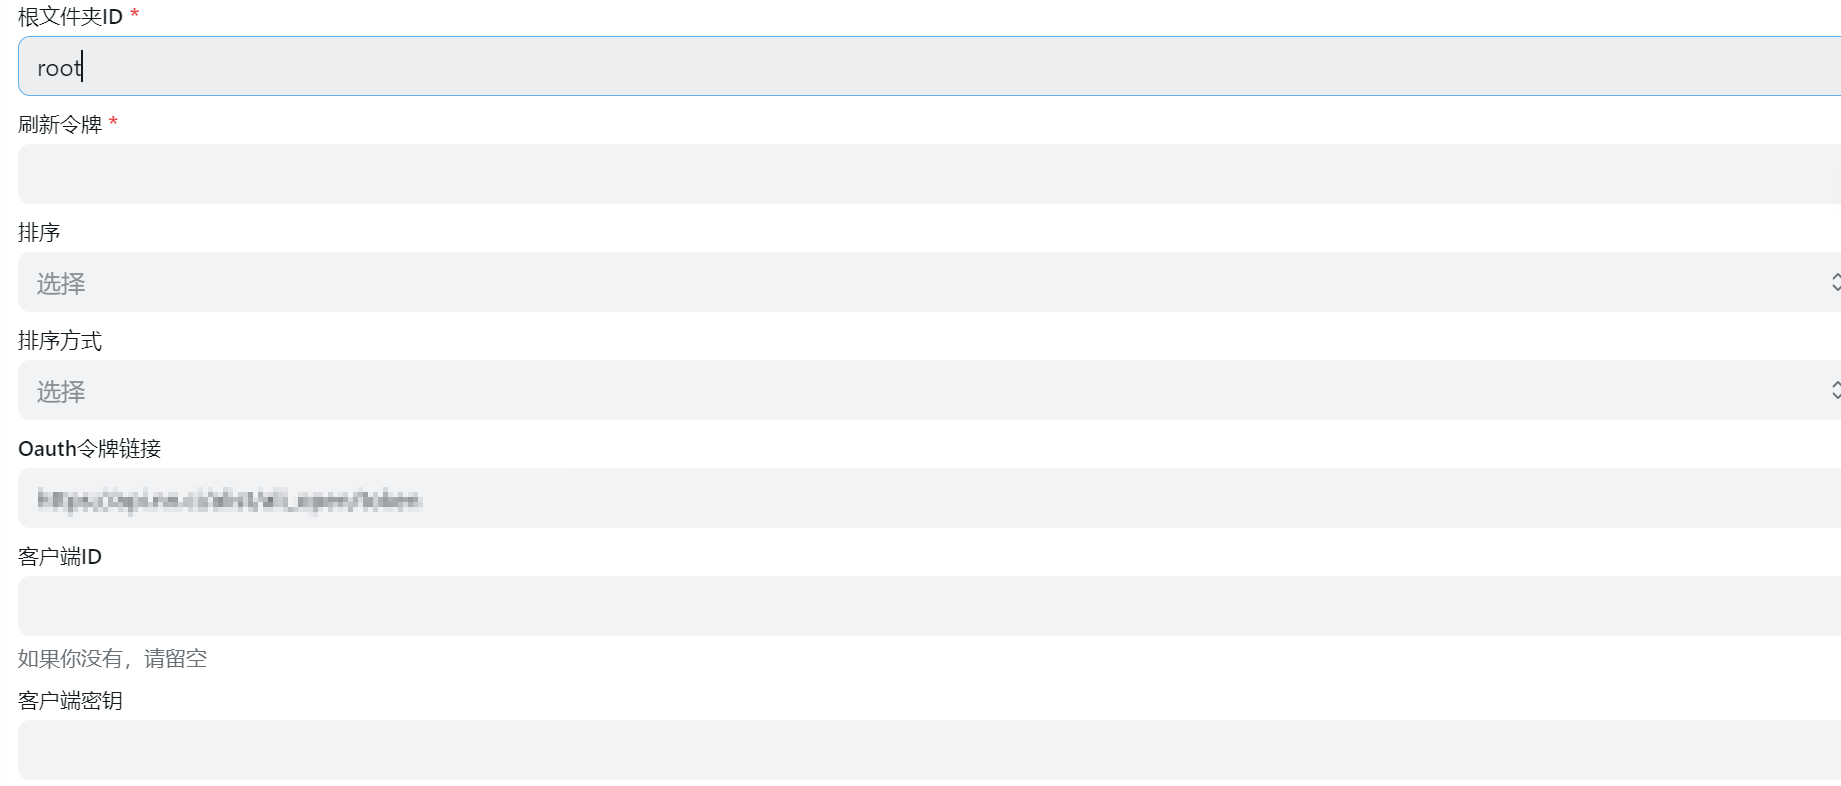 根文件夹ID *
root
刷新令牌 *
排序
选择
排序方式
选择
Oauth令牌链接
客户端ID
如果你没有，请留空
客户端密钥